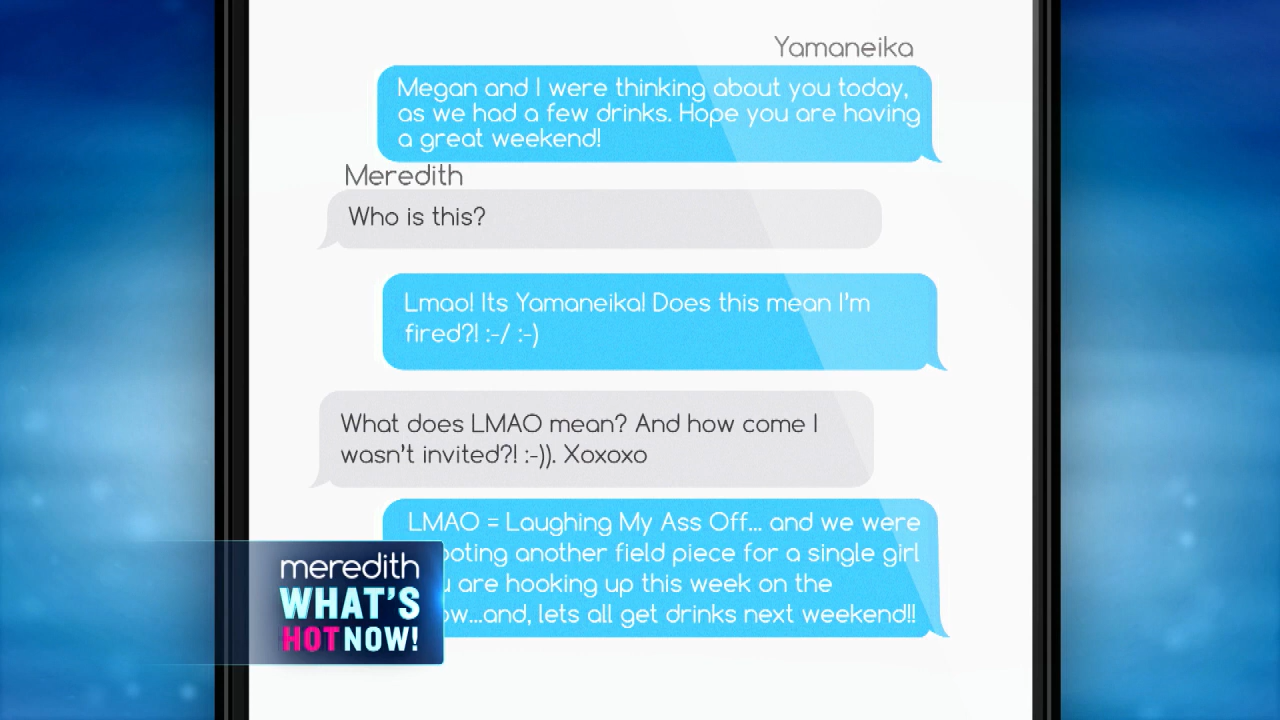 Yamaneika
Megan and I were thinking about you today,
as we had a few drinks. Hope you are having
a great weekend!
Meredith
Who is this?
Lmao! Its Yamaneika! Does this mean I'm
fired?! :-/ :-)
What does LMAO mean? And how come I
wasn't invited?! :-)). Xoxoxo
LMAO = Laughing My Ass Off... and we were
another field piece for a single girl
are hooking up this week on the
and, lets all get drinks next weekend!!
meredith
WHAT'S
HOT NOW!